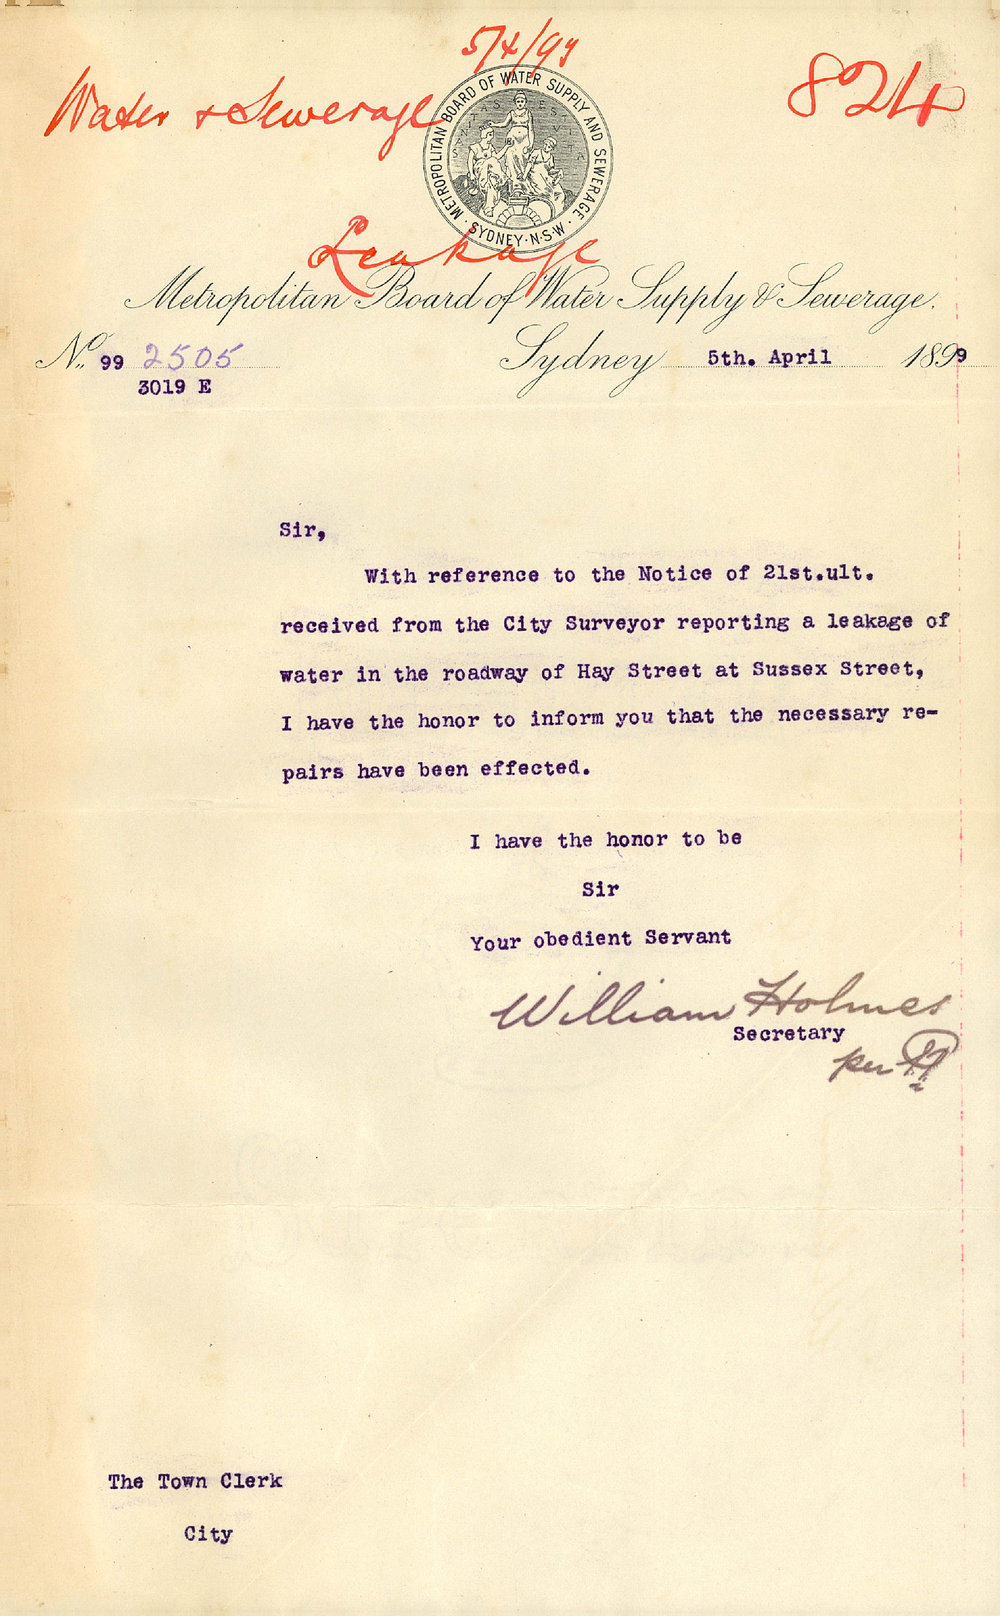 5/4/99
Water & Sewerage
824
METROPOLITAN BOARD OF WATER SUPPLY AND SEWERAGE.
SYDNEY·N·S·W·
Leakage
Metropolitan Board of Water Supply & Sewerage.
No. 99 2505
3019 E
Sydney 5th. April 1899
Sir,
With reference to the Notice of 21st.ult.
received from the City Surveyor reporting a leakage of
water in the roadway of Hay Street at Sussex Street,
I have the honor to inform you that the necessary re-
pairs have been effected.
I have the honor to be
Sir
Your obedient Servant
William Holmes
Secretary
per
The Town Clerk
City